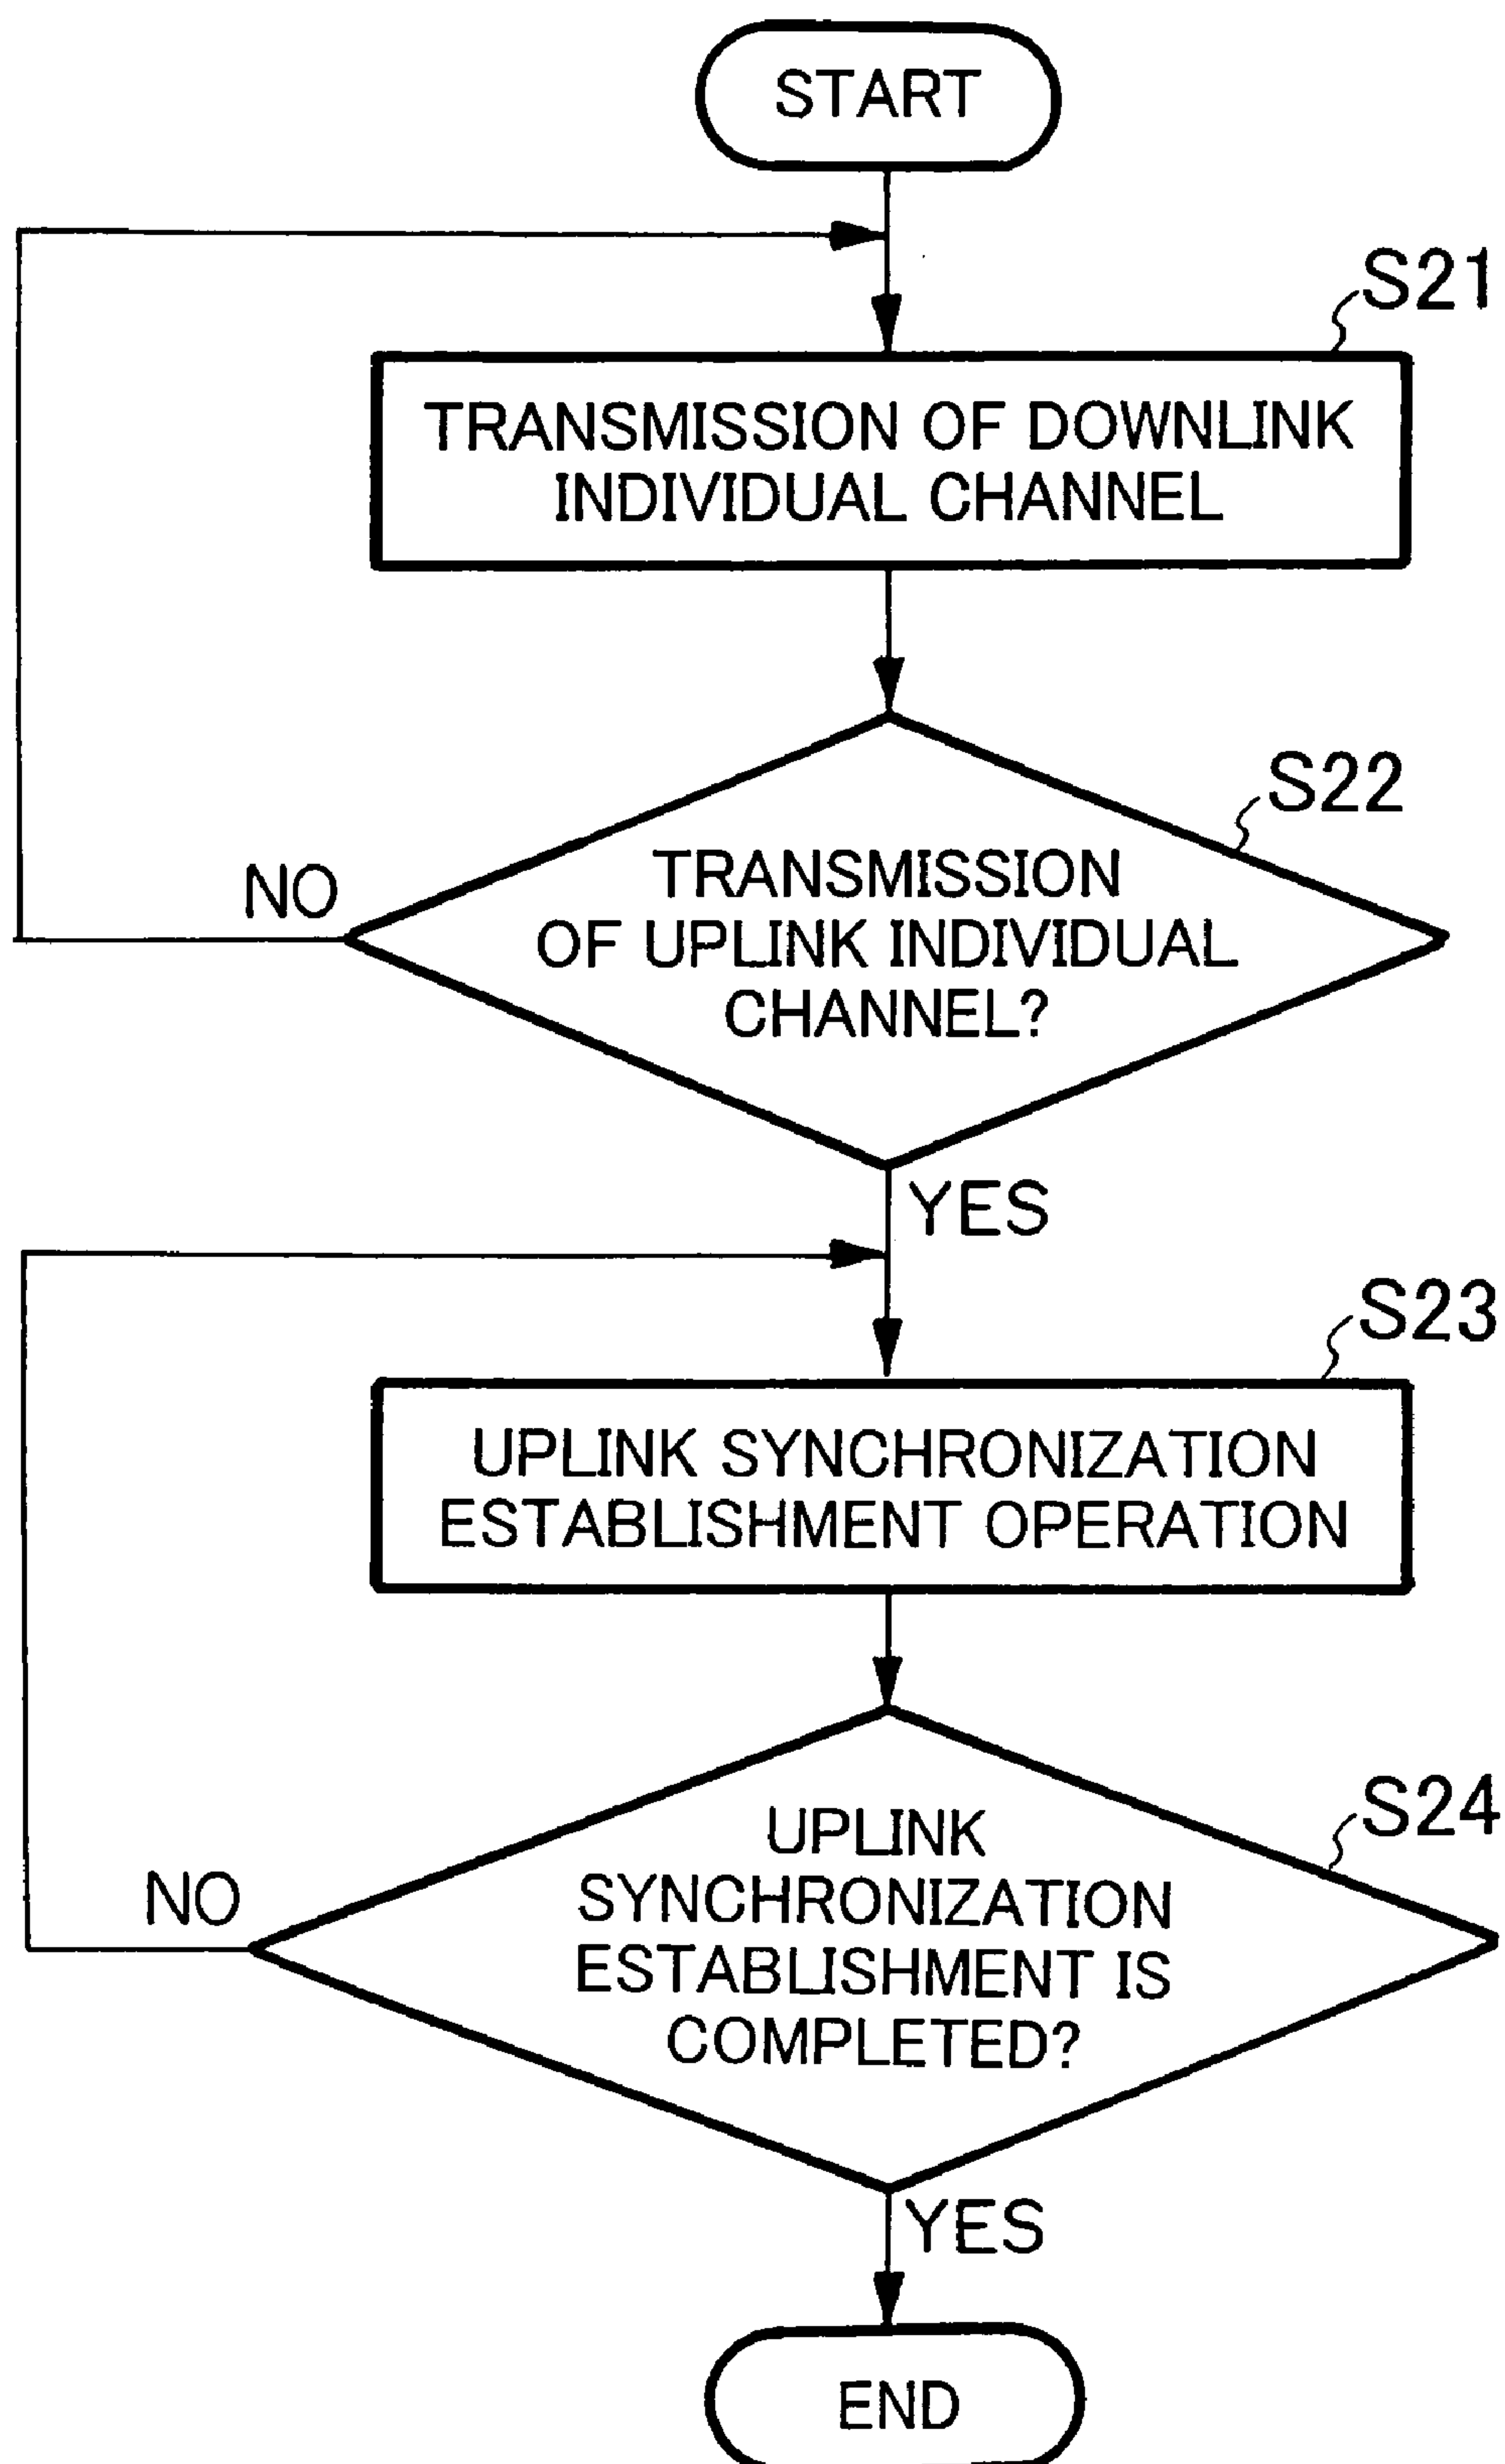 START
S21
TRANSMISSION OF DOWNLINK
INDIVIDUAL CHANNEL
S22
TRANSMISSION
OF UPLINK INDIVIDUAL
CHANNEL?
NO
YES
S23
UPLINK SYNCHRONIZATION
ESTABLISHMENT OPERATION
S24
UPLINK
SYNCHRONIZATION
ESTABLISHMENT IS
COMPLETED?
NO
YES
END